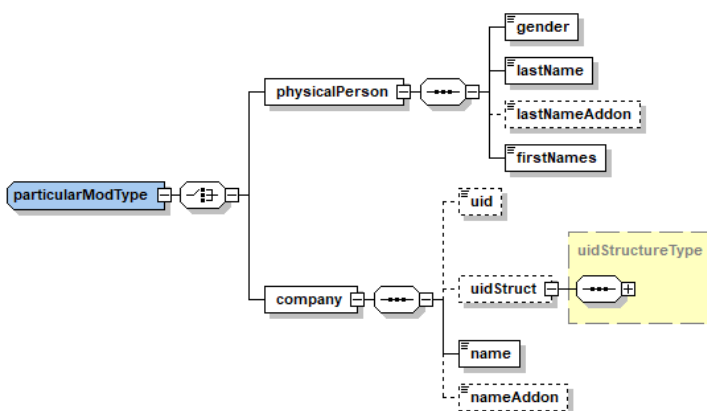 gender
physicalPerson
lastName
lastNameAddon
firstNames
particularModType
uid
uidStructureType
uidStruct
company
name
nameAddon